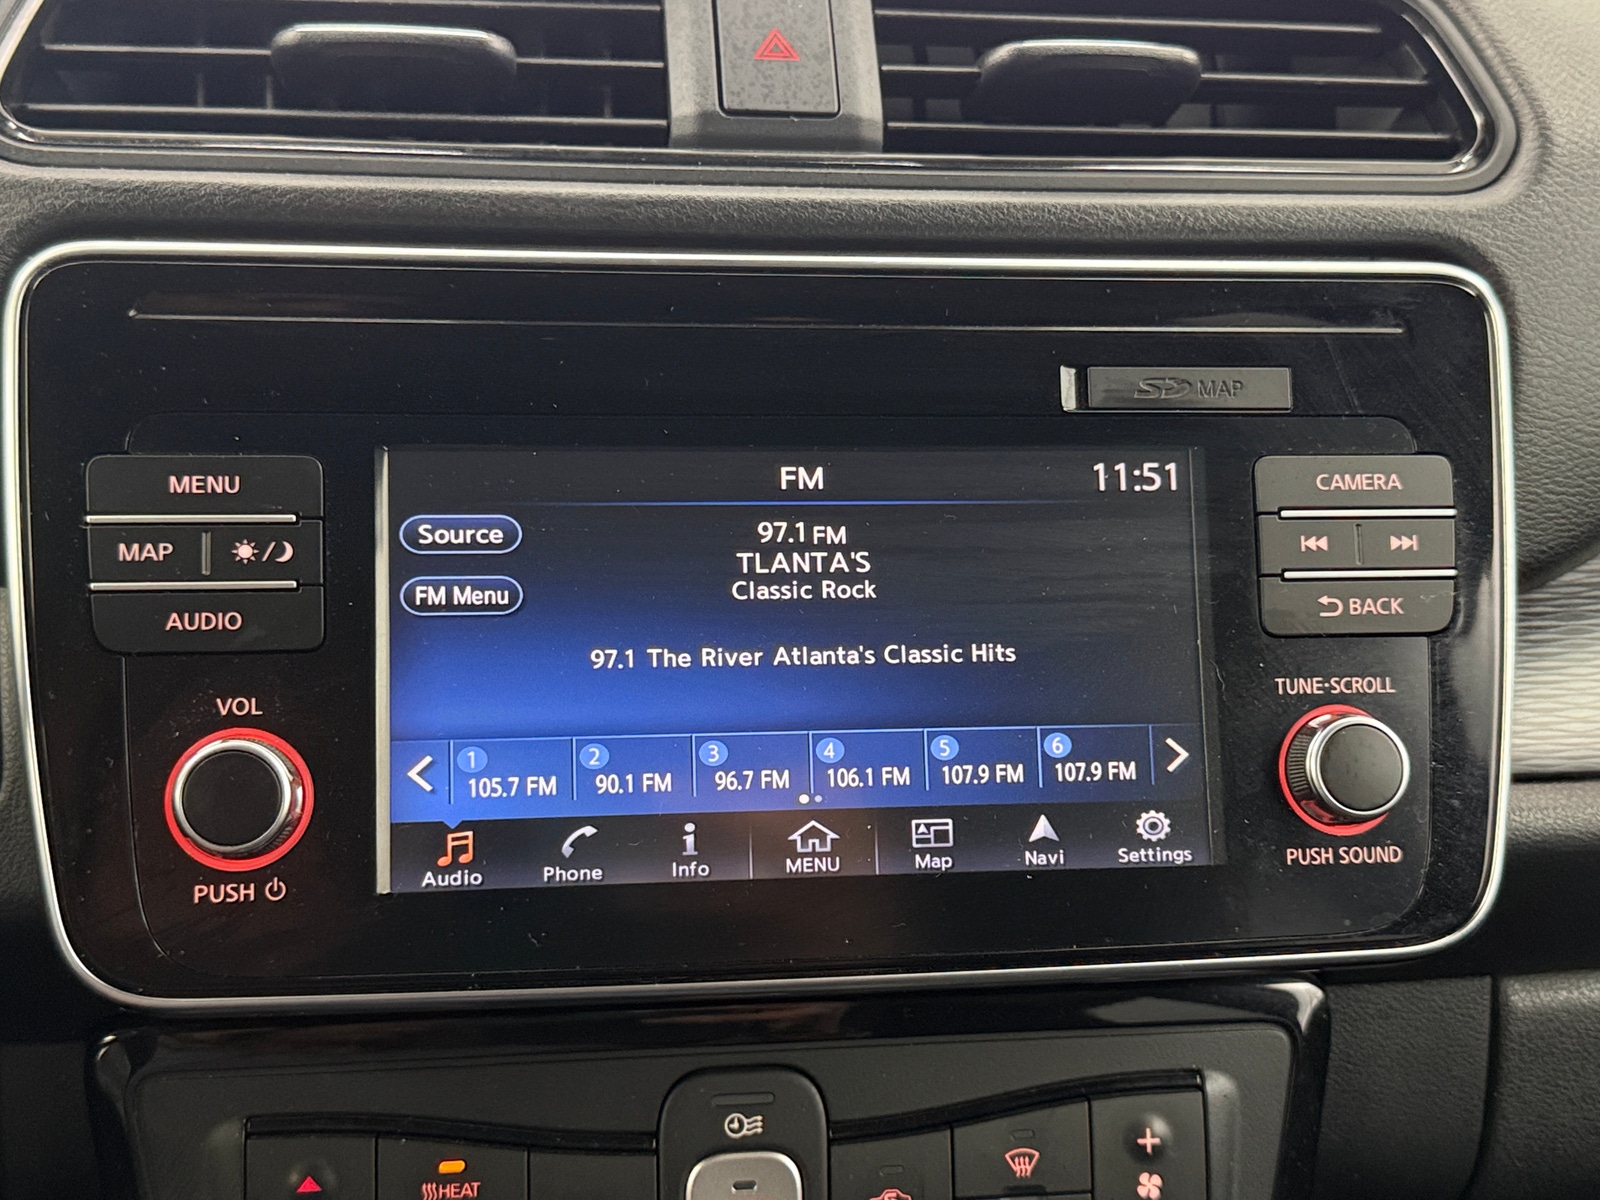 SD MAP
MENU
MAP
AUDIO
VOL
PUSH
FM
11:51
Source
97.1 FM
TLANTA'S
Classic Rock
FM Menu
97.1 The River Atlanta's Classic Hits
1
105.7 FM
2
90.1 FM
3
96.7 FM
4
106.1 FM
5
107.9 FM
6
107.9 FM
Audio
Phone
Info
MENU
Map
Navi
Settings
CAMERA
BACK
TUNE·SCROLL
PUSH SOUND
HEAT